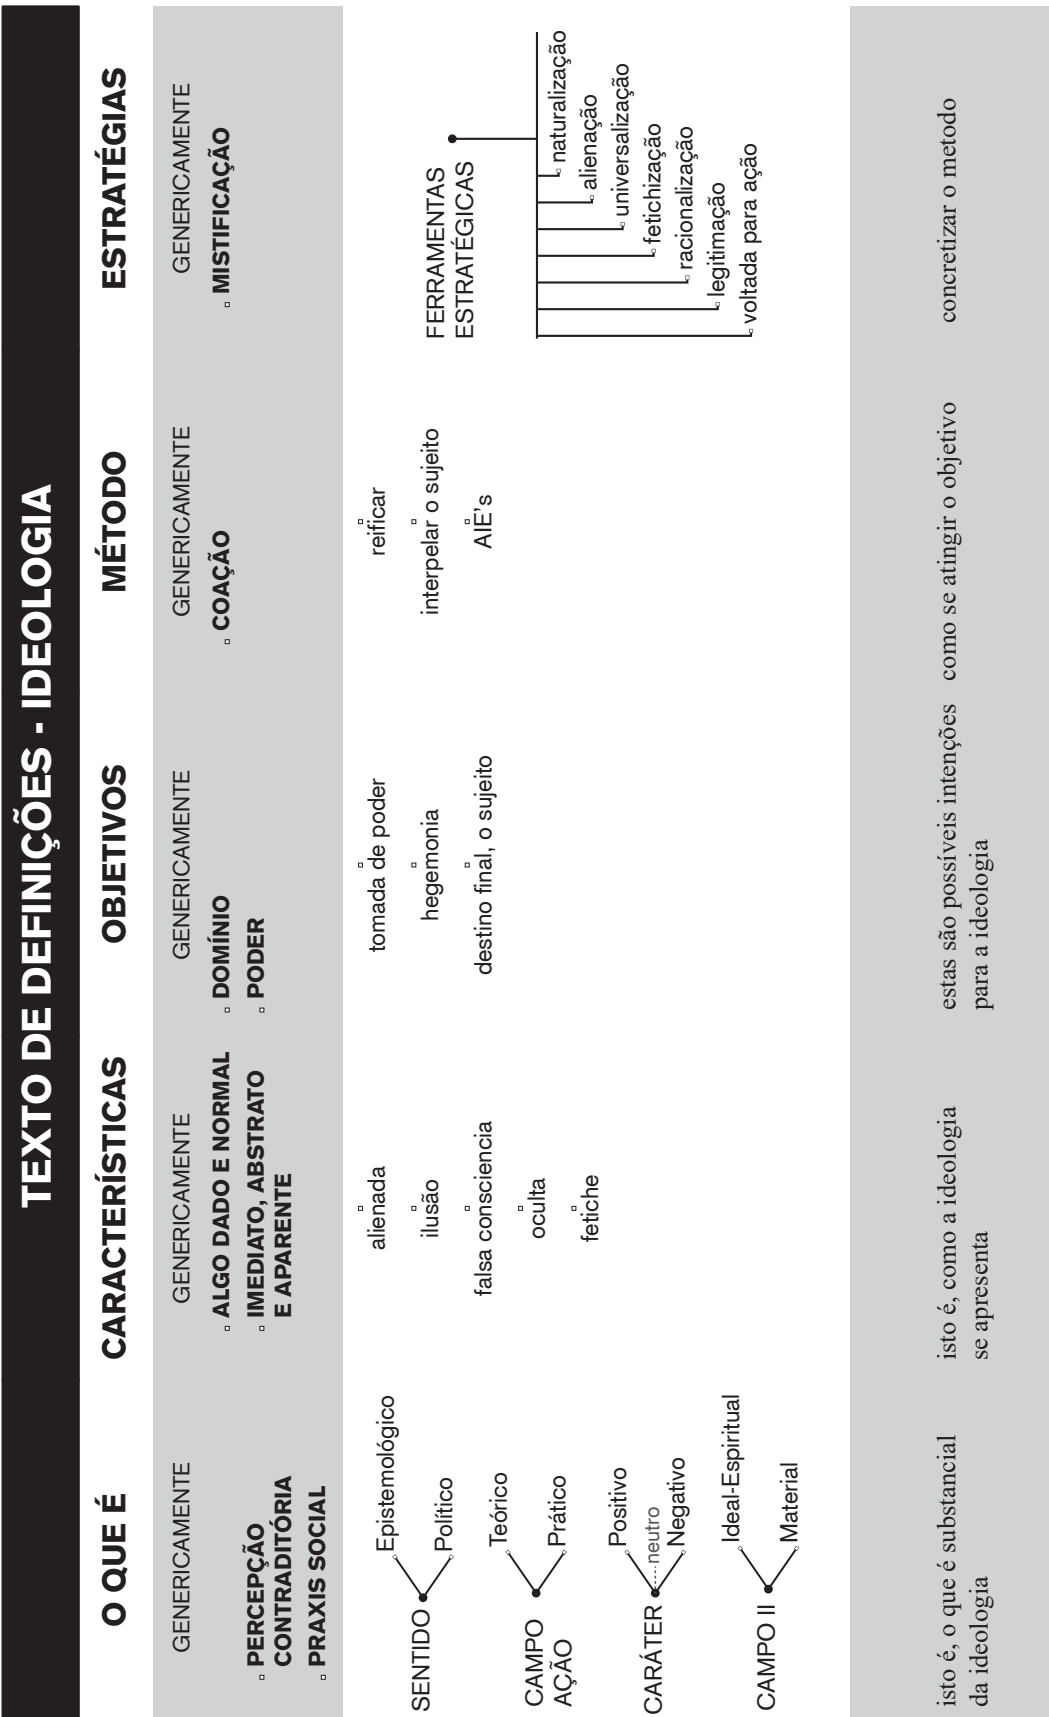 TEXTO DE DEFINIÇÕES - IDEOLOGIA
O QUE É
GENERICAMENTE
PERCEPÇÃO
CONTRADITÓRIA
PRAXIS SOCIAL
SENTIDO
Epistemológico
Político
CAMPO
AÇÃO
Teórico
Prático
CARÁTER
Positivo
neutro
Negativo
CAMPO II
Ideal-Espiritual
Material
isto é, o que é substancial
da ideologia
CARACTERÍSTICAS
GENERICAMENTE
ALGO DADO E NORMAL
IMEDIATO, ABSTRATO
E APARENTE
alienada
ilusão
falsa consciencia
oculta
fetiche
isto é, como a ideologia
se apresenta
OBJETIVOS
GENERICAMENTE
DOMÍNIO
PODER
tomada de poder
hegemonia
destino final, o sujeito
estas são possíveis intenções
para a ideologia
MÉTODO
GENERICAMENTE
COAÇÃO
reificar
interpelar o sujeito
AIE's
como se atingir o objetivo
ESTRATÉGIAS
GENERICAMENTE
MISTIFICAÇÃO
FERRAMENTAS
ESTRATÉGICAS
naturalização
alienação
universalização
fetichização
racionalização
legitimação
voltada para ação
concretizar o metodo